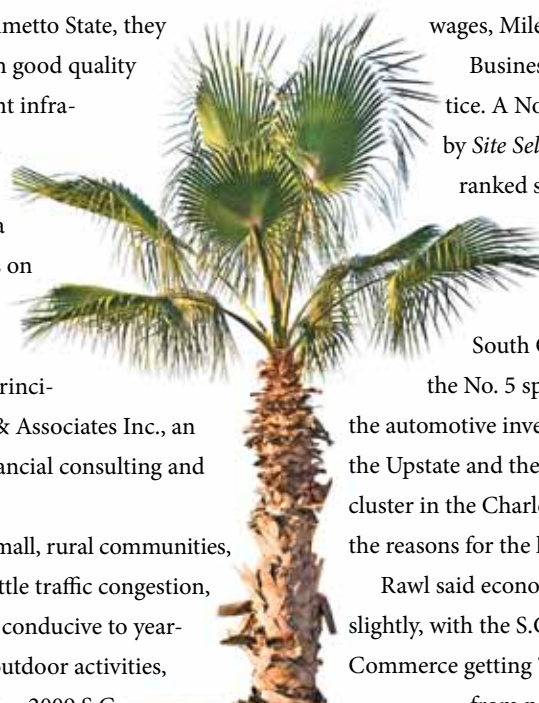 metto State, they
good quality
nt infra-
on
rinci-
& Associates Inc., an
ancial consulting and
mall, rural communities,
ttle traffic congestion,
conducive to year-
utdoor activities,
wages, Mile
Busines
tice. A No
by Site Sel
ranked s
South
the No. 5 sp
the automotive inve
the Upstate and the
cluster in the Charl
the reasons for the
Rawl said econo
slightly, with the S.C
Commerce getting